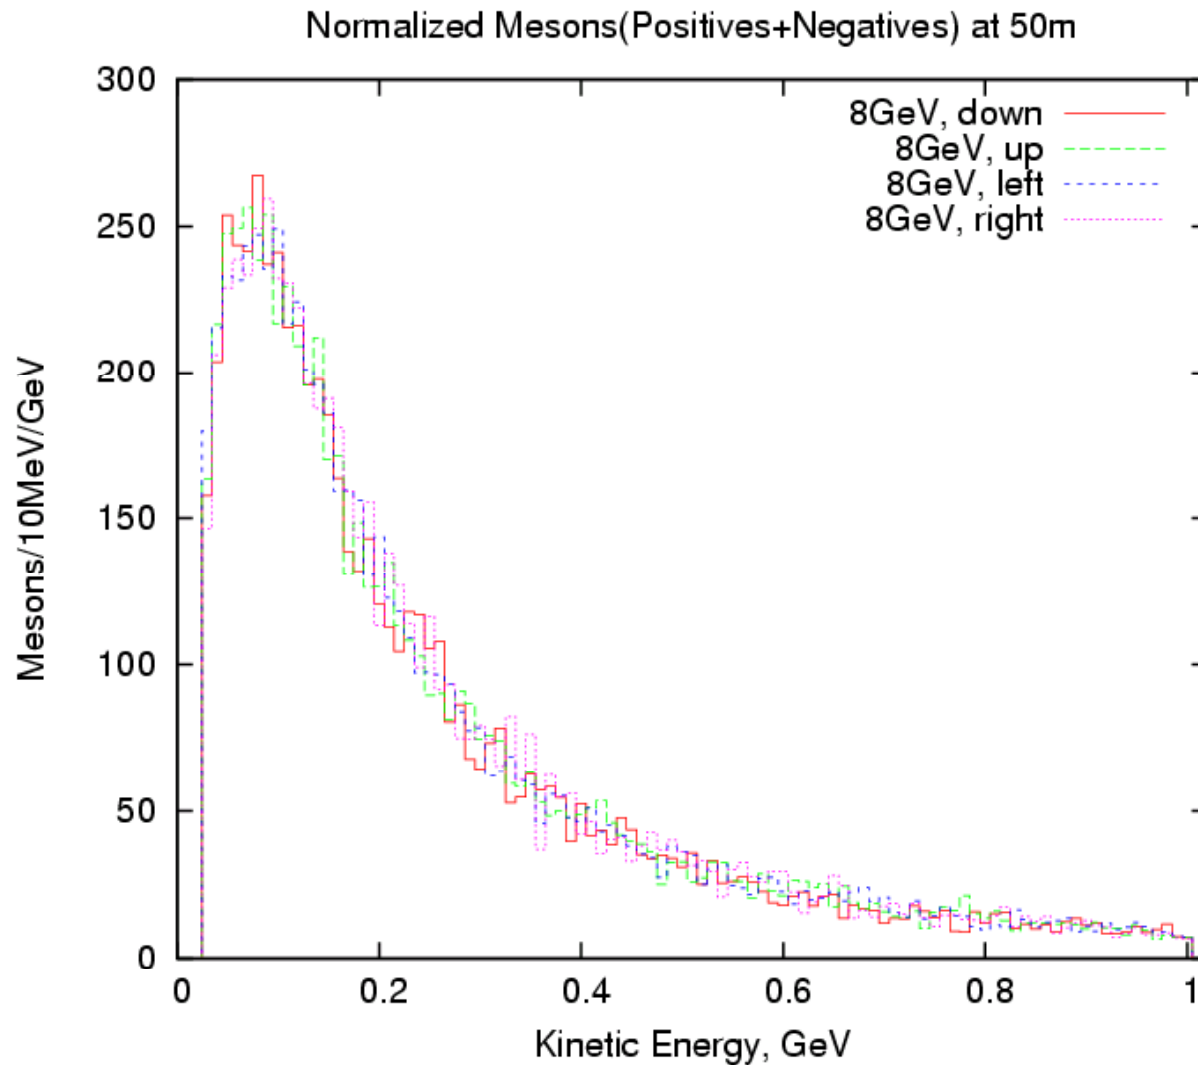 Normalized Mesons(Positives+Negatives) at 50m
300
250
200
150
100
50
0
Mesons/10MeV/GeV
8GeV, down
8GeV, up
8GeV, left
8GeV, right
0 0.2 0.4 0.6 0.8 1
Kinetic Energy, GeV